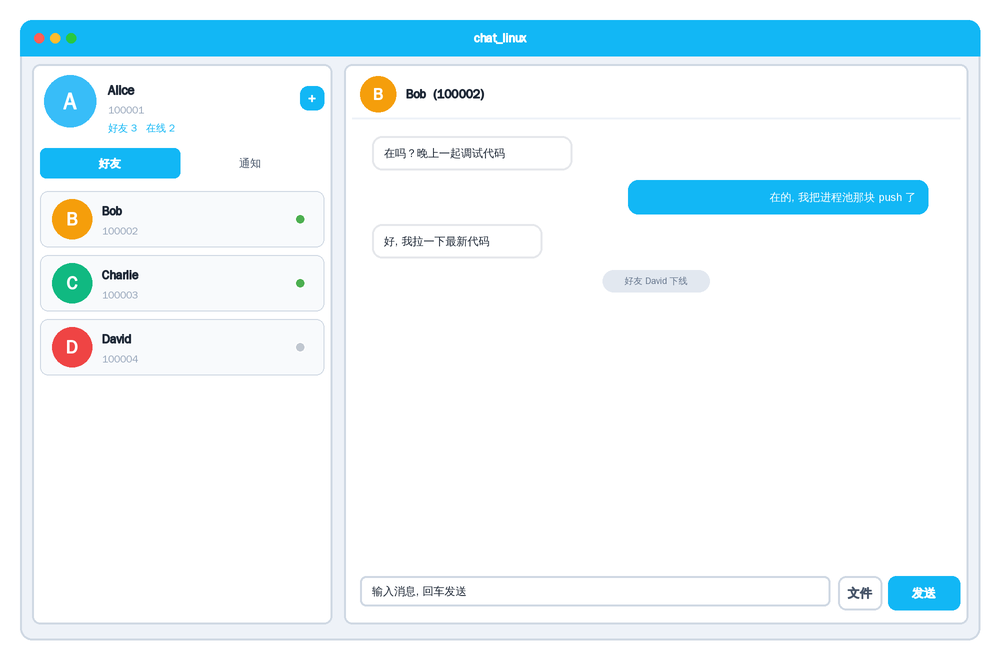 chat_linux
A
Alice
100001
好友 3 在线 2
+
好友 通知
B
Bob
100002
C
Charlie
100003
D
David
100004
B
Bob (100002)
在吗？晚上一起调试代码
在的, 我把进程池那块 push 了
好, 我拉一下最新代码
好友 David 下线
输入消息, 回车发送
文件
发送